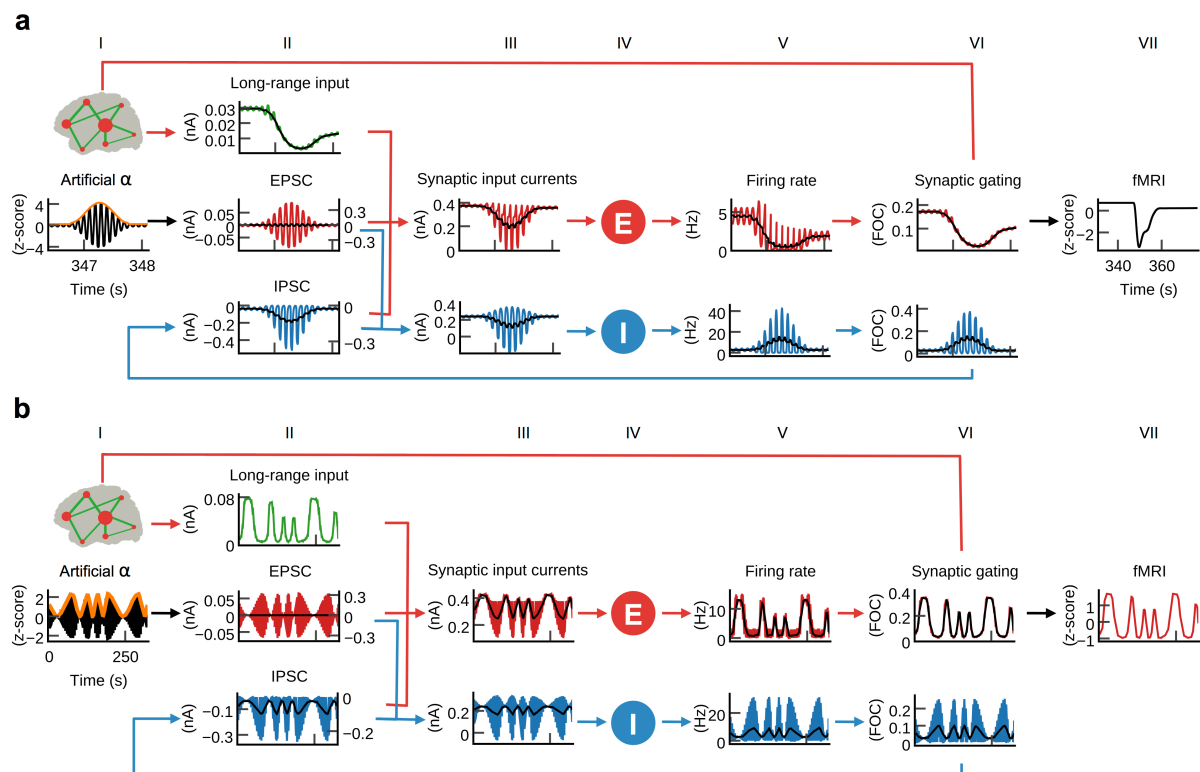 a
I II III IV V VI VII
Long-range input
(nA)
0.03
0.02
0.01
Artificial α EPSC Synaptic input currents Firing rate Synaptic gating fMRI
(z-score)
4
0
−4
347 348
Time (s)
(nA)
0.05
0
−0.05
0.3
0
−0.3
(nA)
0.4
0.2
0
E
(Hz)
5
0
(FOC)
0.2
0.1
(z-score)
0
−2
340 360
Time (s)
IPSC
(nA)
0
−0.2
−0.4
0
−0.3
(nA)
0.4
0.2
0
I
(Hz)
40
20
0
(FOC)
0.4
0.2
0
b
I II III IV V VI VII
Long-range input
(nA)
0.08
0
Artificial α EPSC Synaptic input currents Firing rate Synaptic gating fMRI
(z-score)
2
0
−2
0 250
Time (s)
(nA)
0.05
0
−0.05
0.3
0
−0.3
(nA)
0.4
0.2
E
(Hz)
10
0
(FOC)
0.4
0.2
0
(z-score)
1
0
−1
IPSC
(nA)
−0.1
−0.3
0
−0.2
(nA)
0.2
0
I
(Hz)
20
0
(FOC)
0.2
0.1
0